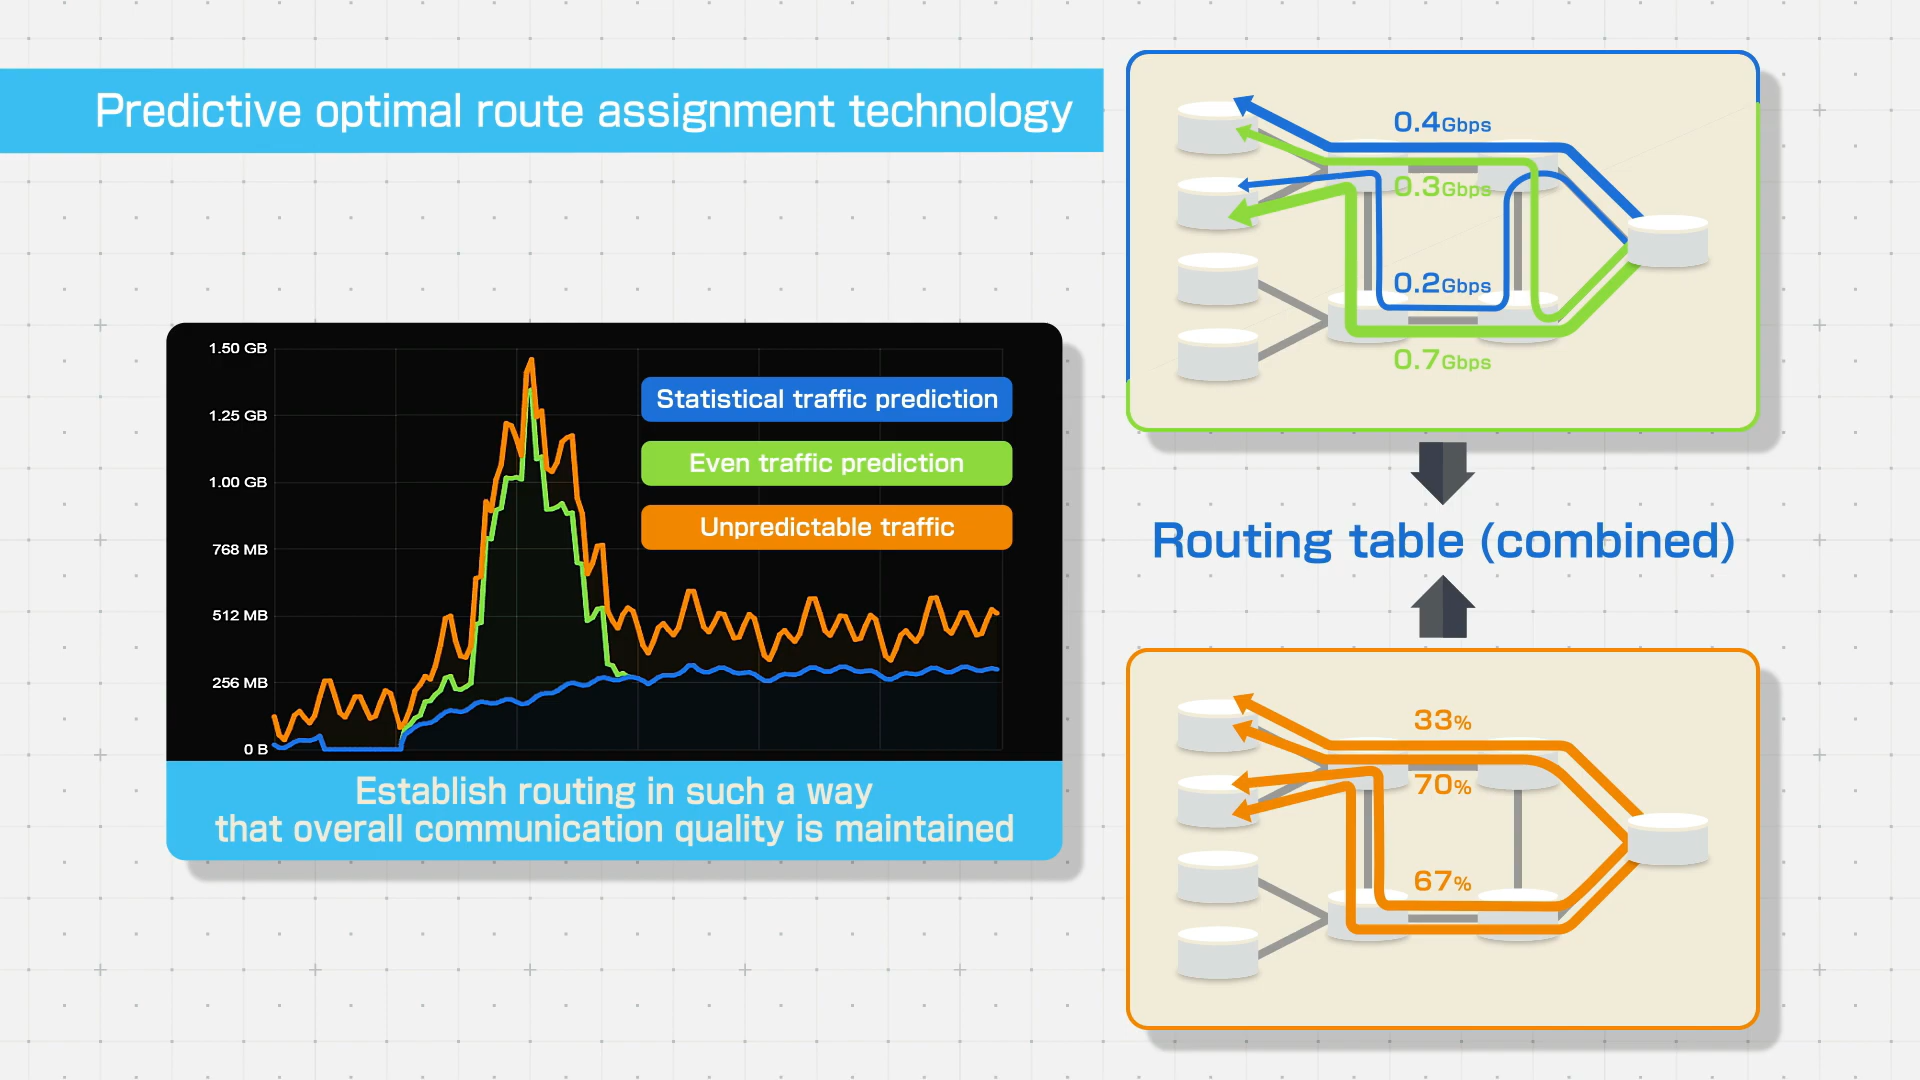 Predictive optimal route assignment technology
1.50 GB
1.25 GB
1.00 GB
768 MB
512 MB
256 MB
0 B
Statistical traffic prediction
Even traffic prediction
Unpredictable traffic
Establish routing in such a way
that overall communication quality is maintained
0.4Gbps
0.3Gbps
0.2Gbps
0.7Gbps
Routing table (combined)
33%
70%
67%